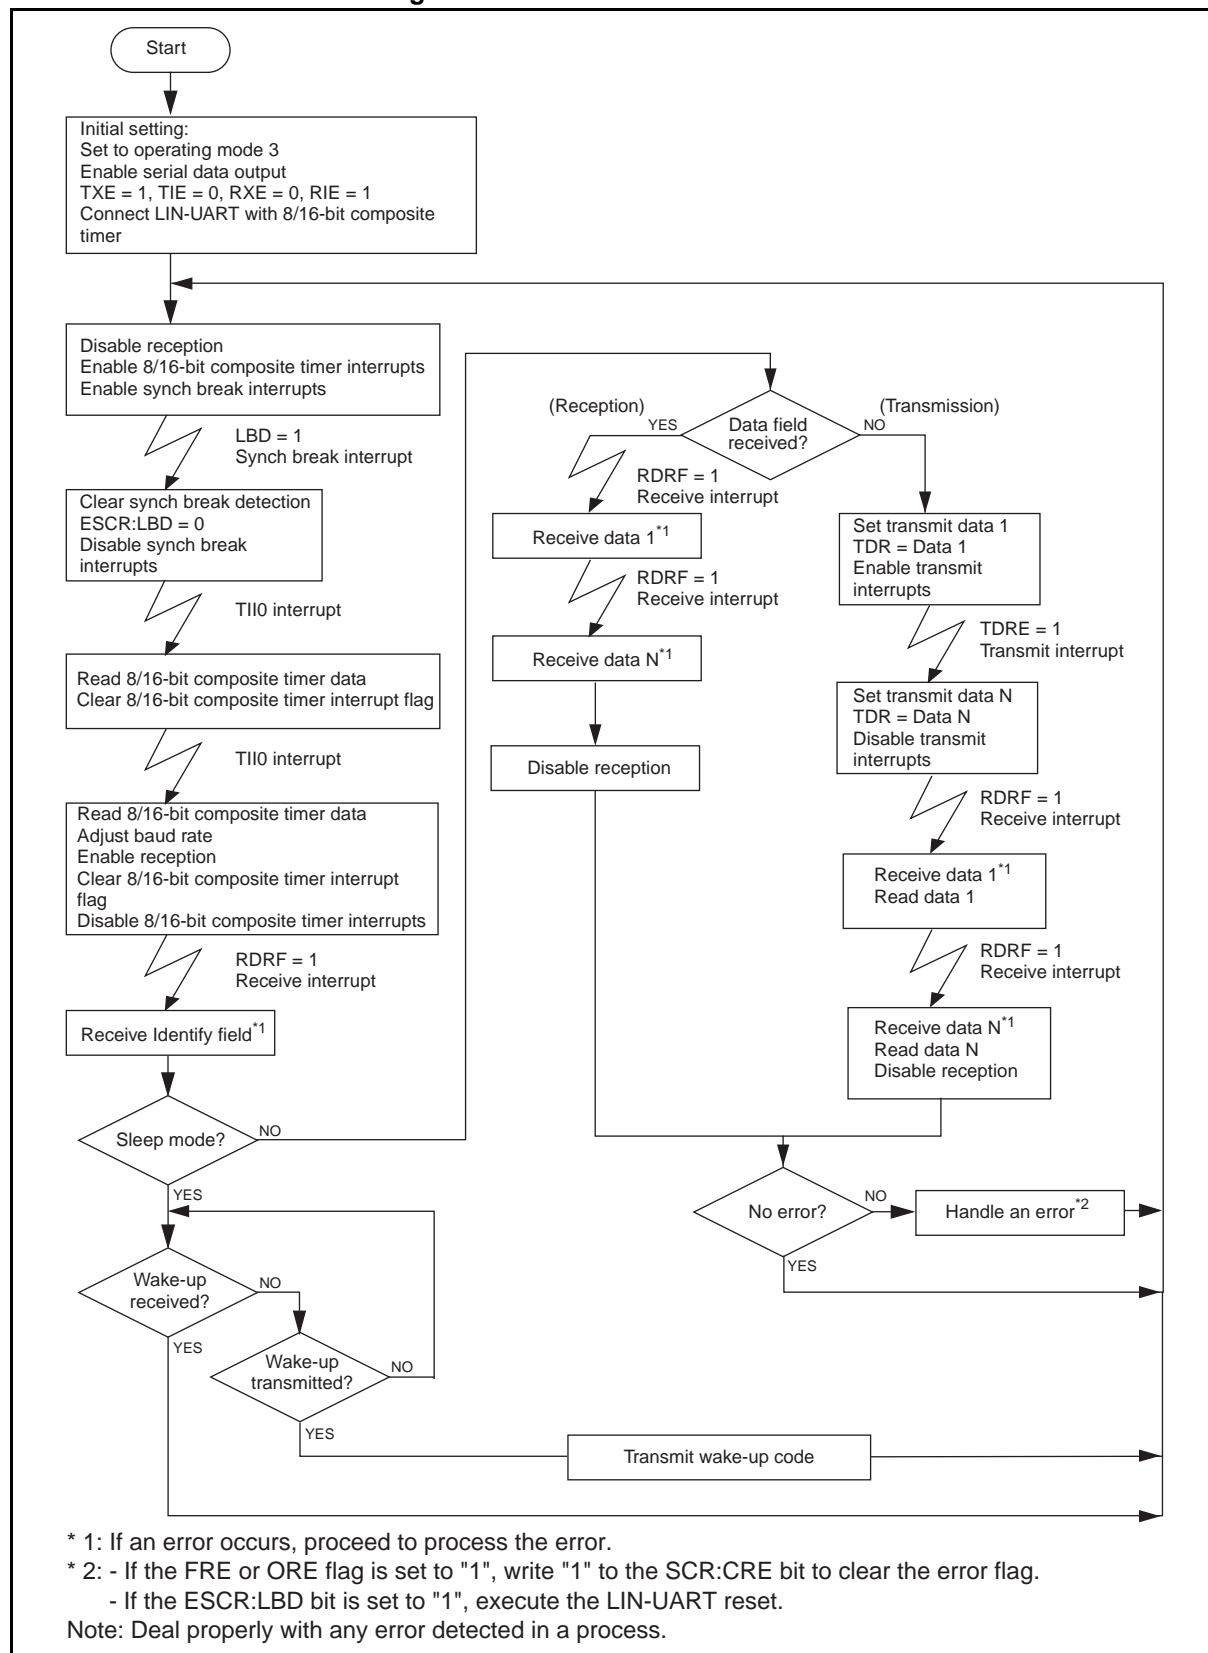 Start
Initial setting:
Set to operating mode 3
Enable serial data output
TXE = 1, TIE = 0, RXE = 0, RIE = 1
Connect LIN-UART with 8/16-bit composite
timer
Disable reception
Enable 8/16-bit composite timer interrupts
Enable synch break interrupts
LBD = 1
Synch break interrupt
Clear synch break detection
ESCR:LBD = 0
Disable synch break
interrupts
TII0 interrupt
Read 8/16-bit composite timer data
Clear 8/16-bit composite timer interrupt flag
TII0 interrupt
Read 8/16-bit composite timer data
Adjust baud rate
Enable reception
Clear 8/16-bit composite timer interrupt
flag
Disable 8/16-bit composite timer interrupts
RDRF = 1
Receive interrupt
Receive Identify field*1
Sleep mode?
NO
YES
Wake-up
received?
NO
YES
Wake-up
transmitted?
NO
YES
Transmit wake-up code
(Reception)
YES
Data field
received?
(Transmission)
NO
RDRF = 1
Receive interrupt
Receive data 1*1
RDRF = 1
Receive interrupt
Receive data N*1
Disable reception
Set transmit data 1
TDR = Data 1
Enable transmit
interrupts
TDRE = 1
Transmit interrupt
Set transmit data N
TDR = Data N
Disable transmit
interrupts
RDRF = 1
Receive interrupt
Receive data 1*1
Read data 1
RDRF = 1
Receive interrupt
Receive data N*1
Read data N
Disable reception
No error?
NO
Handle an error*2
YES
* 1: If an error occurs, proceed to process the error.
* 2: - If the FRE or ORE flag is set to "1", write "1" to the SCR:CRE bit to clear the error flag.
- If the ESCR:LBD bit is set to "1", execute the LIN-UART reset.
Note: Deal properly with any error detected in a process.